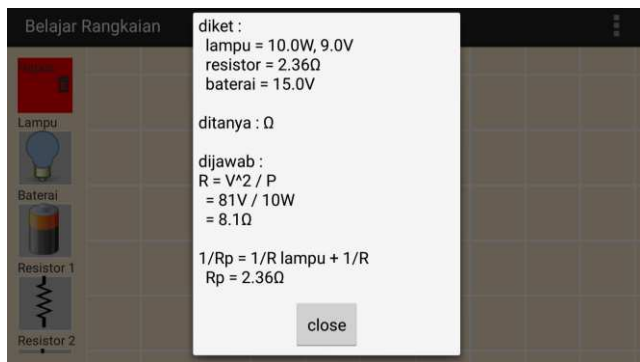 Belajar Rangkaian
diket :
lampu = 10.0W, 9.0V
resistor = 2.36Ω
baterai = 15.0V
ditanya : Ω
dijawab :
R = V^2 / P
= 81V / 10W
= 8.1Ω
1/Rp = 1/R lampu + 1/R
Rp = 2.36Ω
close
Lampu
Baterai
Resistor 1
Resistor 2